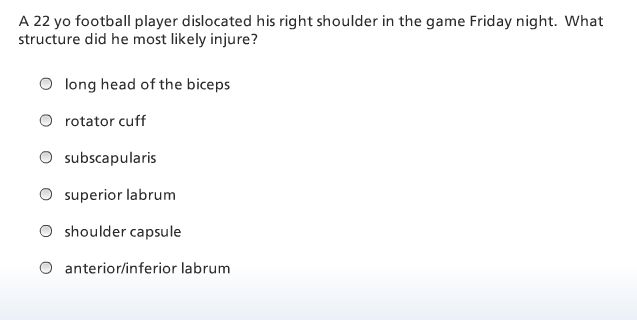 A 22 yo football player dislocated his right shoulder in the game Friday night. What
structure did he most likely injure?
long head of the biceps
rotator cuff
subscapularis
superior labrum
shoulder capsule
anterior/inferior labrum